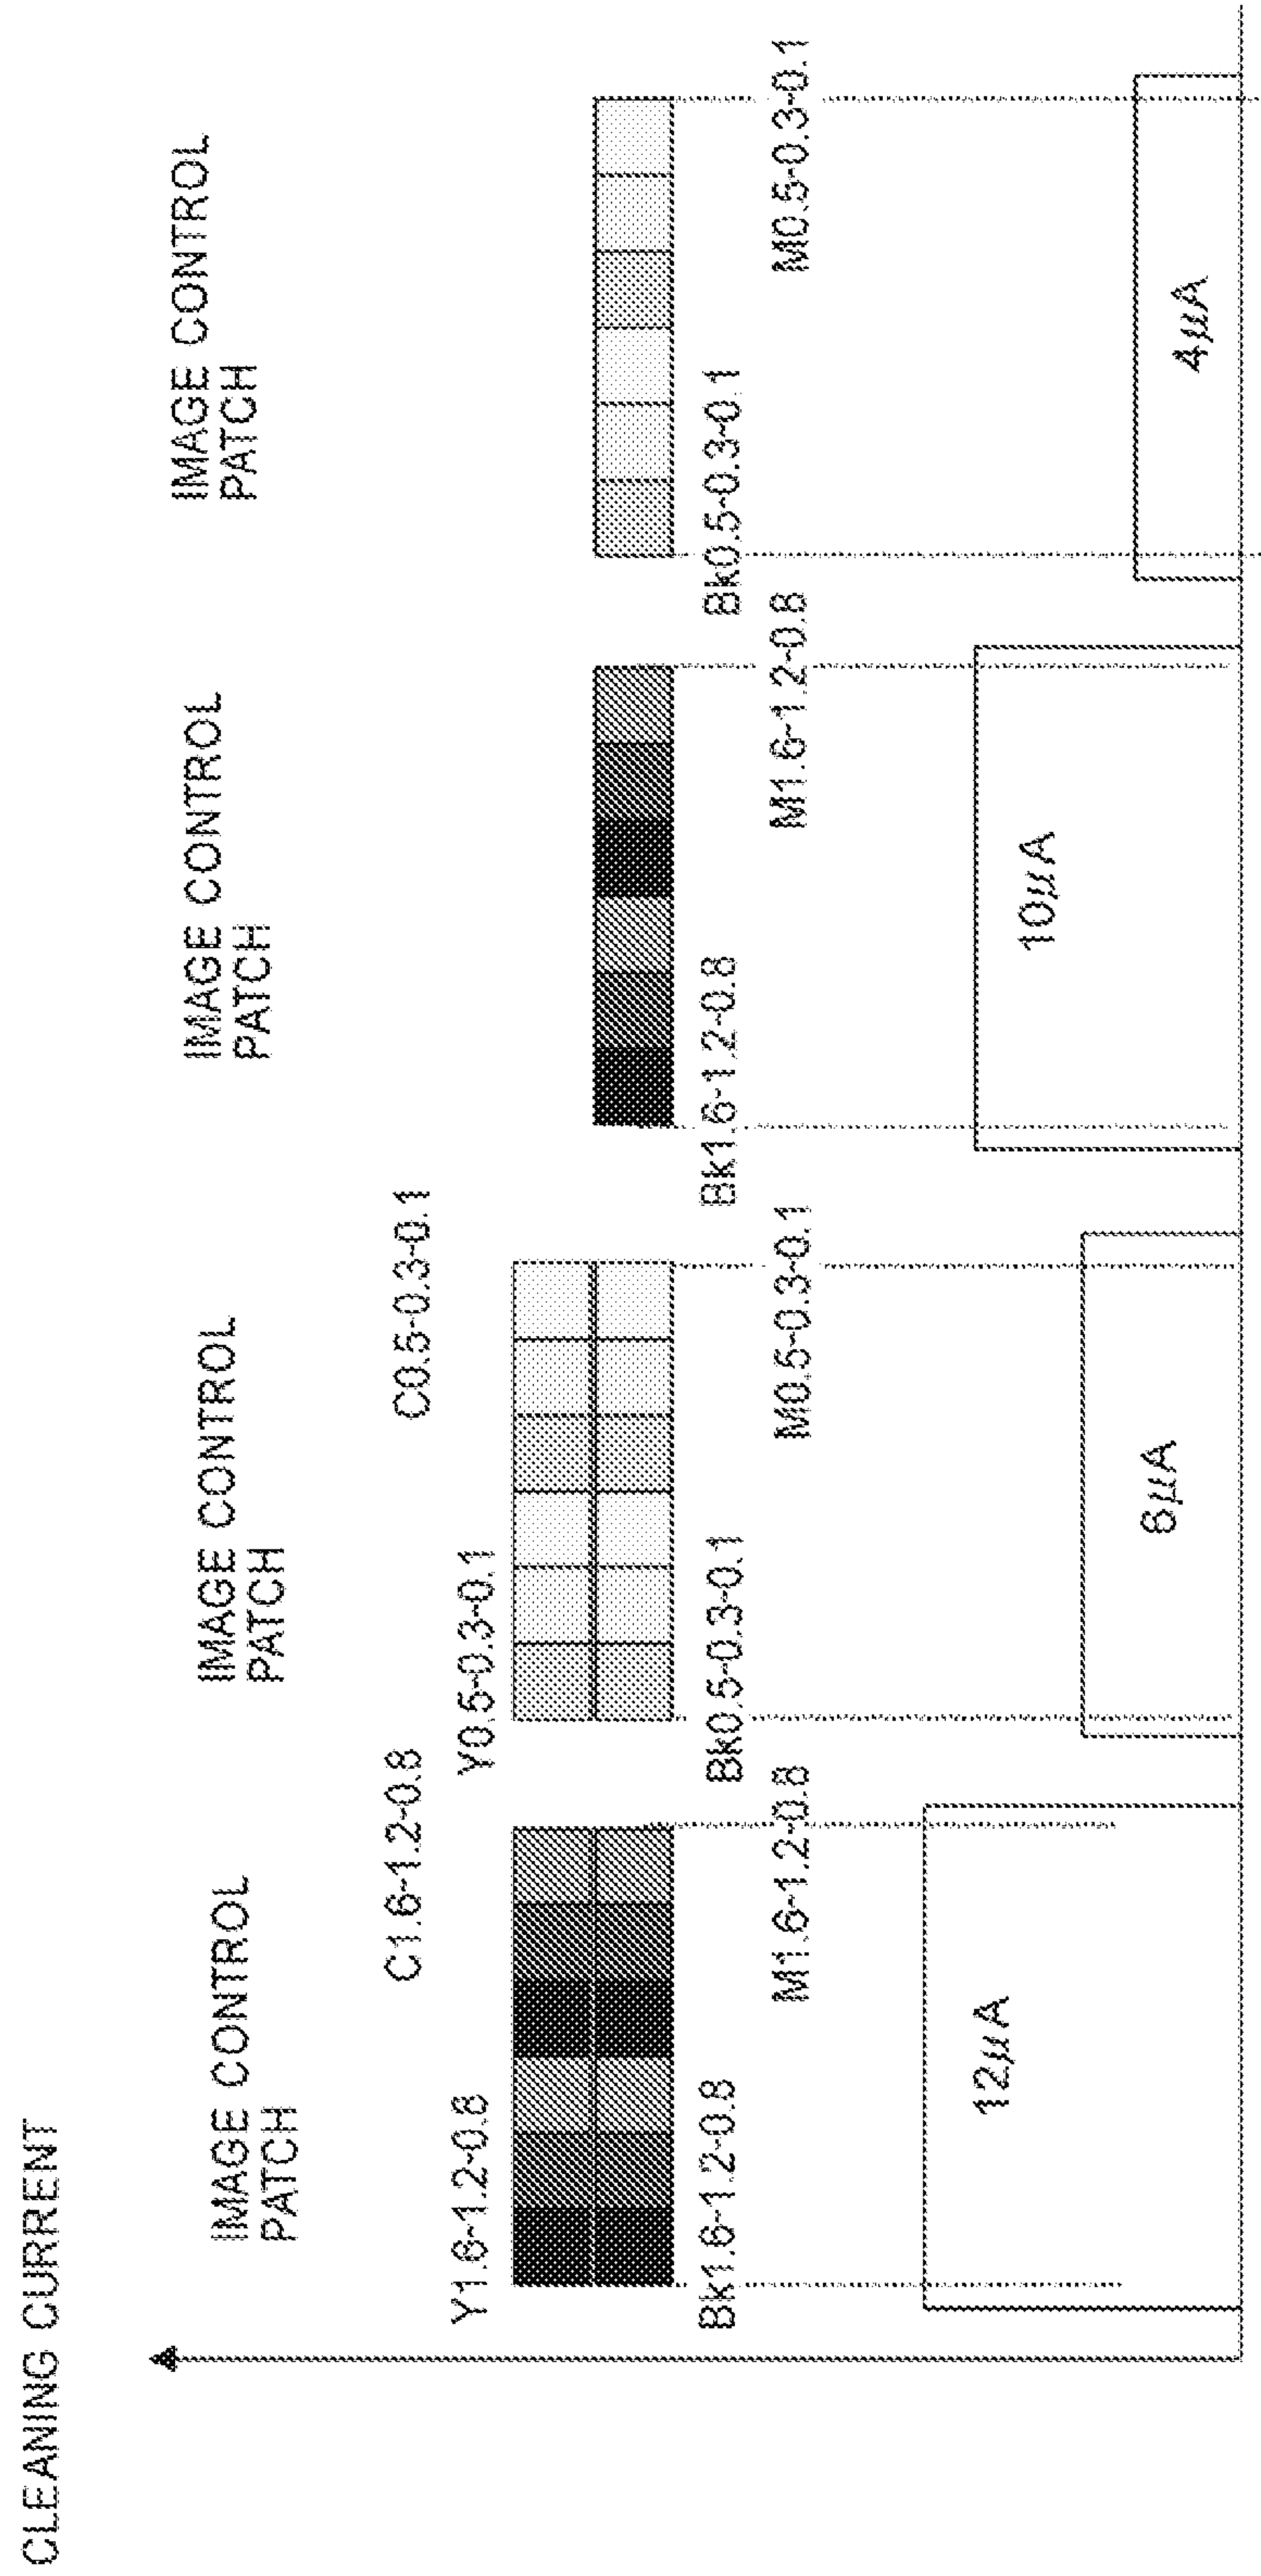 CLEANING CURRENT
IMAGE CONTROL
PATCH
C1.6-1.2-0.8
Y1.6-1.2-0.8
Bk1.6-1.2-0.8
M1.6-1.2-0.8
12μA
IMAGE CONTROL
PATCH
C0.5-0.3-0.1
Y0.5-0.3-0.1
Bk0.5-0.3-0.1
M0.5-0.3-0.1
6μA
IMAGE CONTROL
PATCH
Bk1.6-1.2-0.8
M1.6-1.2-0.8
10μA
IMAGE CONTROL
PATCH
Bk0.5-0.3-0.1
M0.5-0.3-0.1
4μA